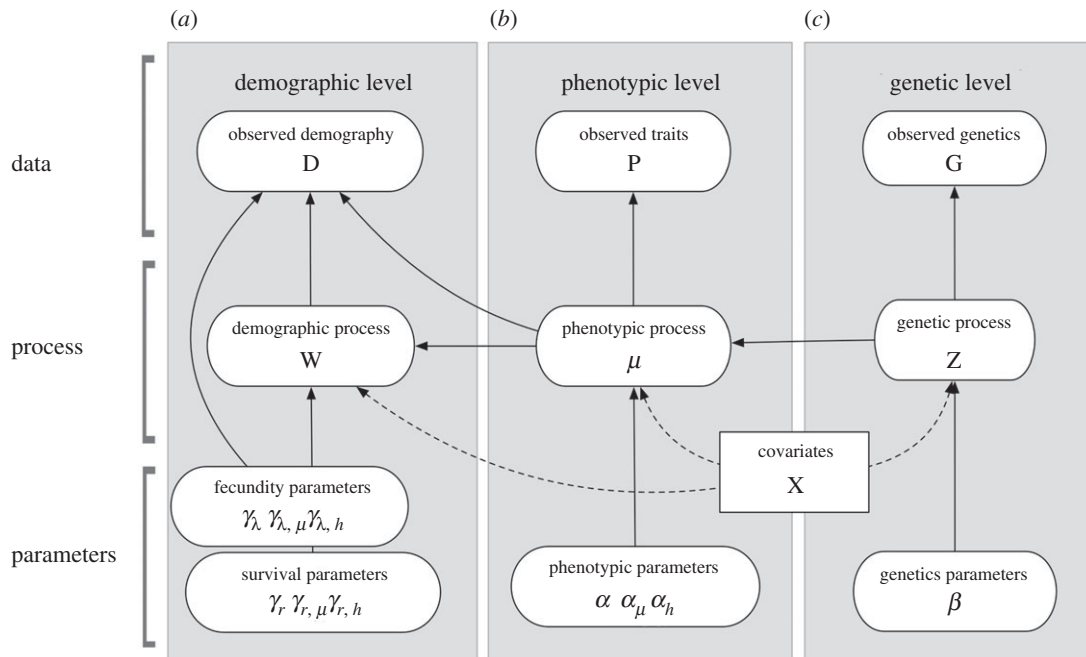 (a) (b) (c)
demographic level phenotypic level genetic level
data
observed demography
D
observed traits
P
observed genetics
G
process
demographic process
W
phenotypic process
μ
genetic process
Z
covariates
X
parameters
fecundity parameters
γλ γλ, μγλ, h
survival parameters
γr γr, μγr, h
phenotypic parameters
α αμ αh
genetics parameters
β